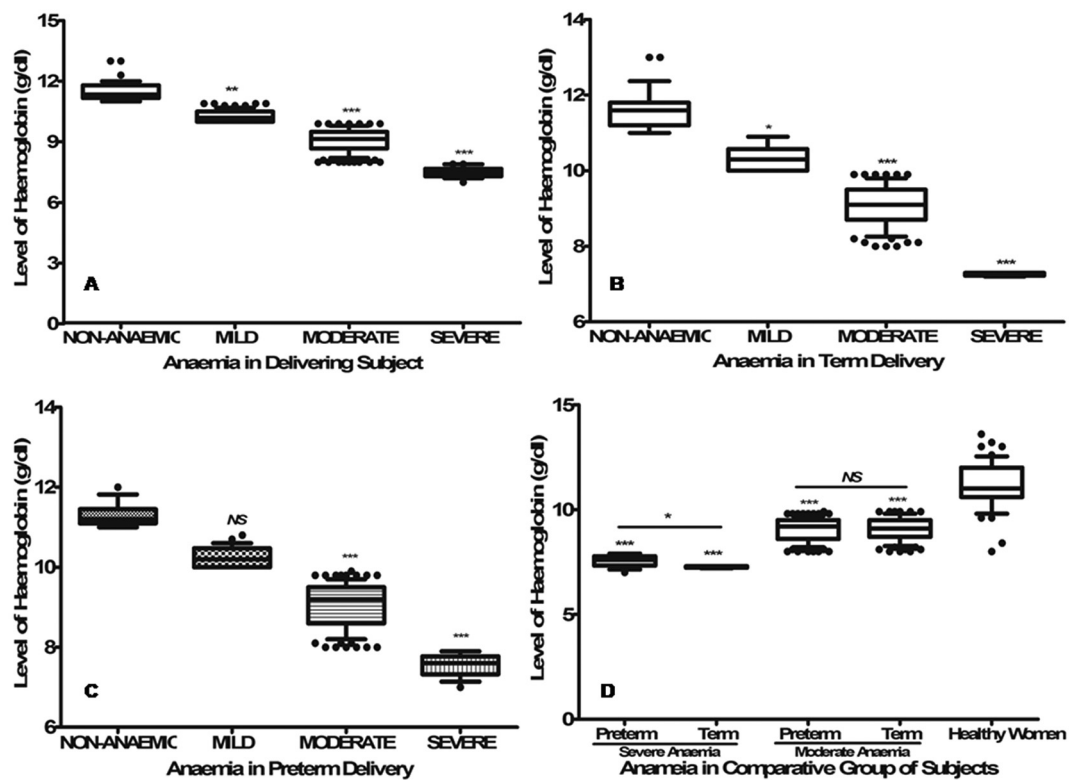 15
12
9
6
3
0
Level of Haemoglobin (g/dl)
**
***
***
A
NON-ANAEMIC MILD MODERATE SEVERE
Anaemia in Delivering Subject
14
12
10
8
6
Level of Haemoglobin (g/dl)
*
***
***
B
NON-ANAEMIC MILD MODERATE SEVERE
Anaemia in Term Delivery
14
12
10
8
6
Level of Haemoglobin (g/dl)
NS
***
***
C
NON-ANAEMIC MILD MODERATE SEVERE
Anaemia in Preterm Delivery
15
10
5
0
Level of Haemoglobin (g/dl)
NS
*** ***
*
*** ***
D
Preterm Term Preterm Term Healthy Women
Severe Anaemia Moderate Anaemia
Anameia in Comparative Group of Subjects